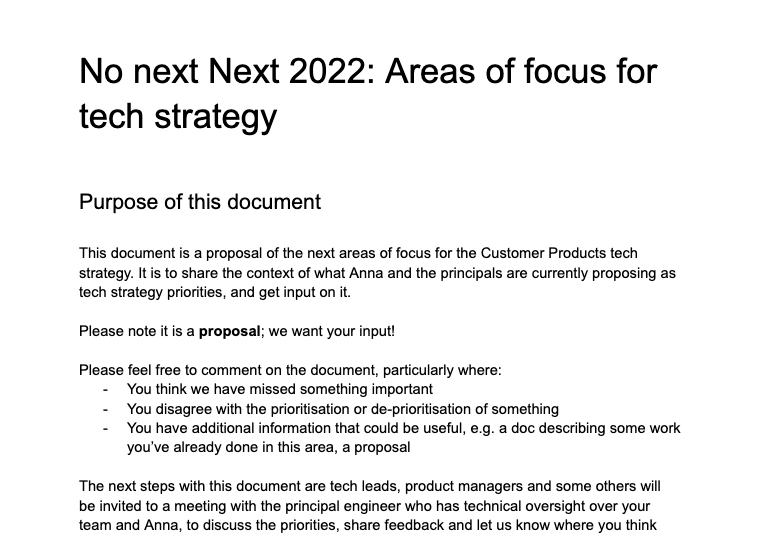 No next Next 2022: Areas of focus for
tech strategy
Purpose of this document
This document is a proposal of the next areas of focus for the Customer Products tech
strategy. It is to share the context of what Anna and the principals are currently proposing as
tech strategy priorities, and get input on it.
Please note it is a proposal; we want your input!
Please feel free to comment on the document, particularly where:
- You think we have missed something important
- You disagree with the prioritisation or de-prioritisation of something
- You have additional information that could be useful, e.g. a doc describing some work
you’ve already done in this area, a proposal
The next steps with this document are tech leads, product managers and some others will
be invited to a meeting with the principal engineer who has technical oversight over your
team and Anna, to discuss the priorities, share feedback and let us know where you think